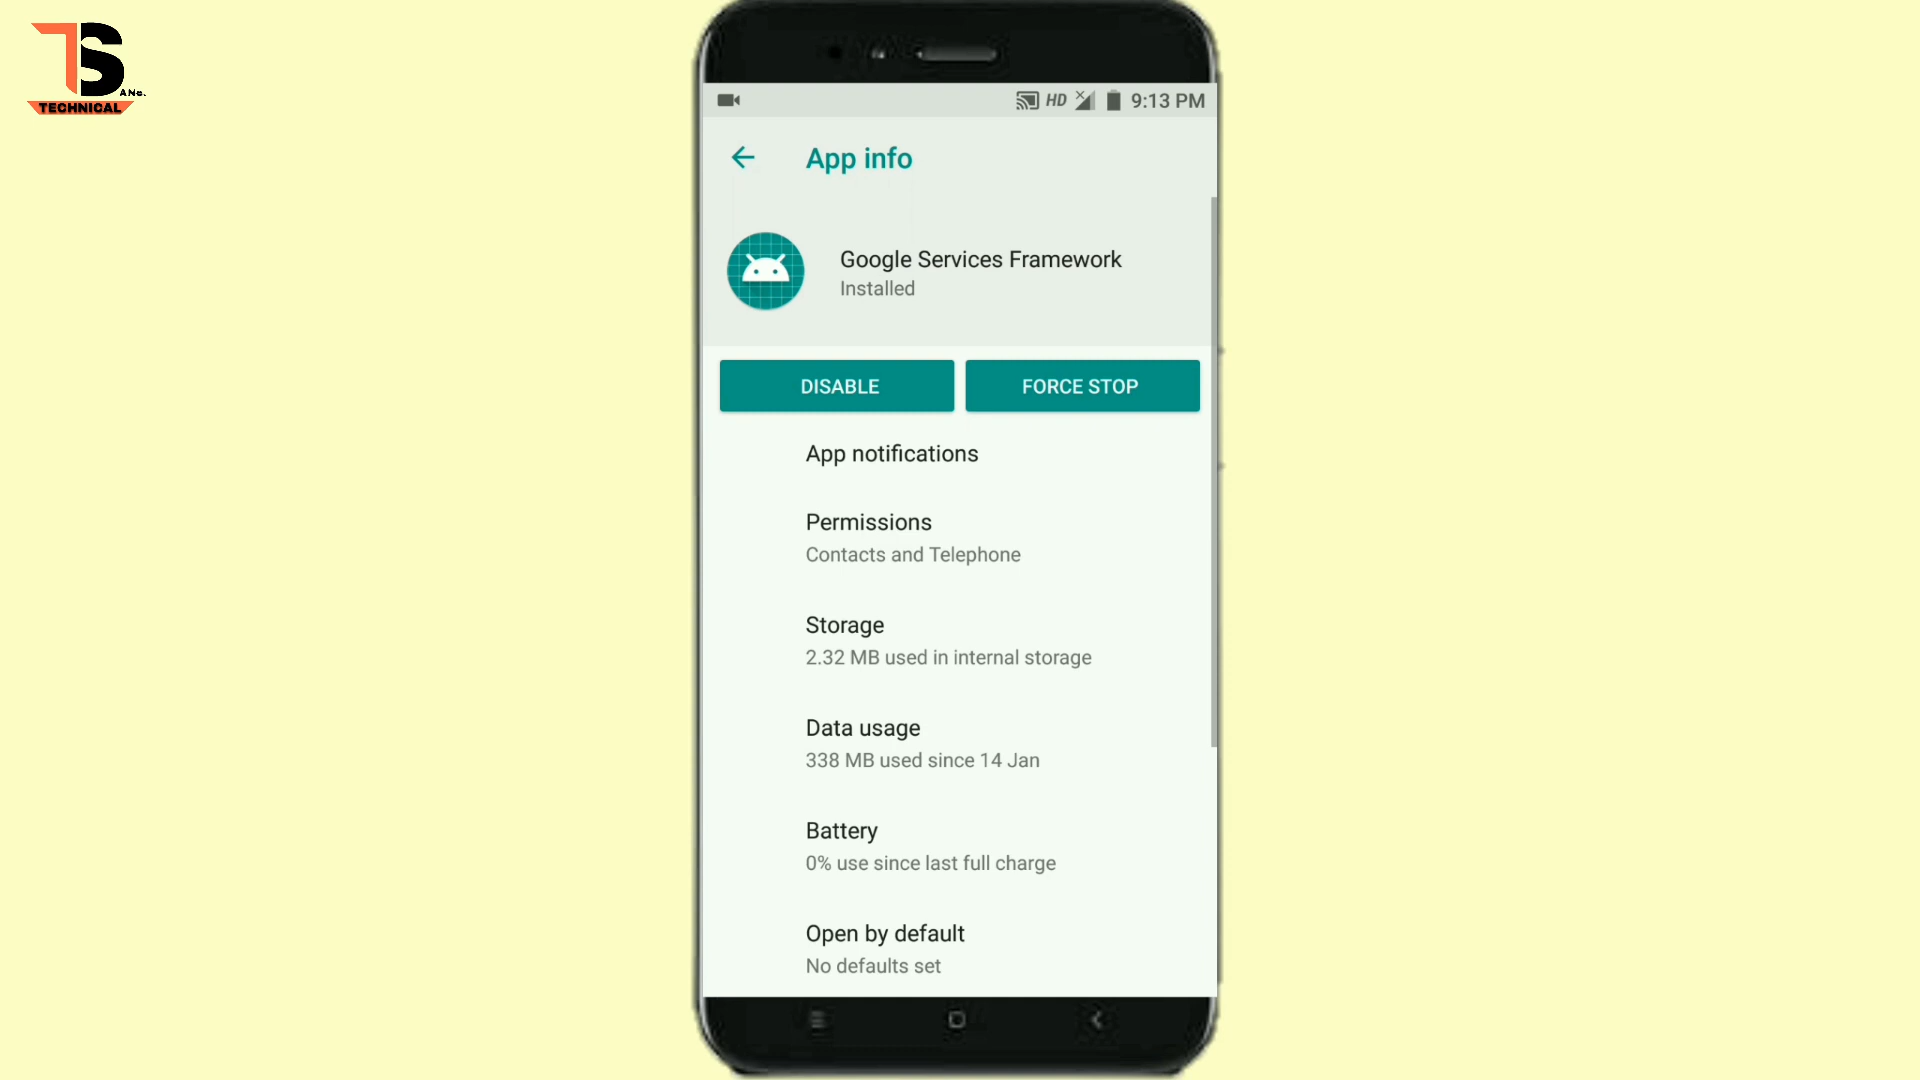 TS
ANs.
TECHNICAL
HD 9:13 PM
App info
Google Services Framework
Installed
DISABLE FORCE STOP
App notifications
Permissions
Contacts and Telephone
Storage
2.32 MB used in internal storage
Data usage
338 MB used since 14 Jan
Battery
0% use since last full charge
Open by default
No defaults set